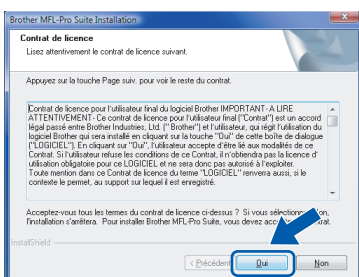 Brother MFL-Pro Suite Installation
Contrat de licence
Lisez attentivement le contrat de licence suivant.
Appuyez sur la touche Page suiv. pour voir le reste du contrat.
Contrat de licence pour l'utilisateur final du logiciel Brother IMPORTANT- A LIRE
ATTENTIVEMENT- Ce contrat de licence pour l'utilisateur final ("Contrat") est un accord
légal passé entre Brother Industries, Ltd. (" Brother") et l'utilisateur, qui régit l'utilisation du
logiciel Brother qui sera installé en cliquant sur la touche "Oui" de cette boîte de dialogue
("LOGICIEL"). En cliquant sur "Oui", l'utilisateur accepte d'être lié aux modalités de ce
Contrat. Si l'utilisateur refuse les conditions de ce Contrat, il n'obtiendra pas la licence d'
utilisation obligatoire pour ce LOGICIEL et ne sera donc pas autorisé à l'exploiter.
Toute mention dans ce Contrat de licence du terme "LOGICIEL" renverra aussi, si le
contexte le permet, au support sur lequel il est enregistré.
Acceptez-vous tous les termes du contrat de licence ci-dessus ? Si vous sélectionnez
l'installation s'arrêtera. Pour installer Brother MFL-Pro Suite, vous devez
InstallShield
< Précédent
Oui
Non